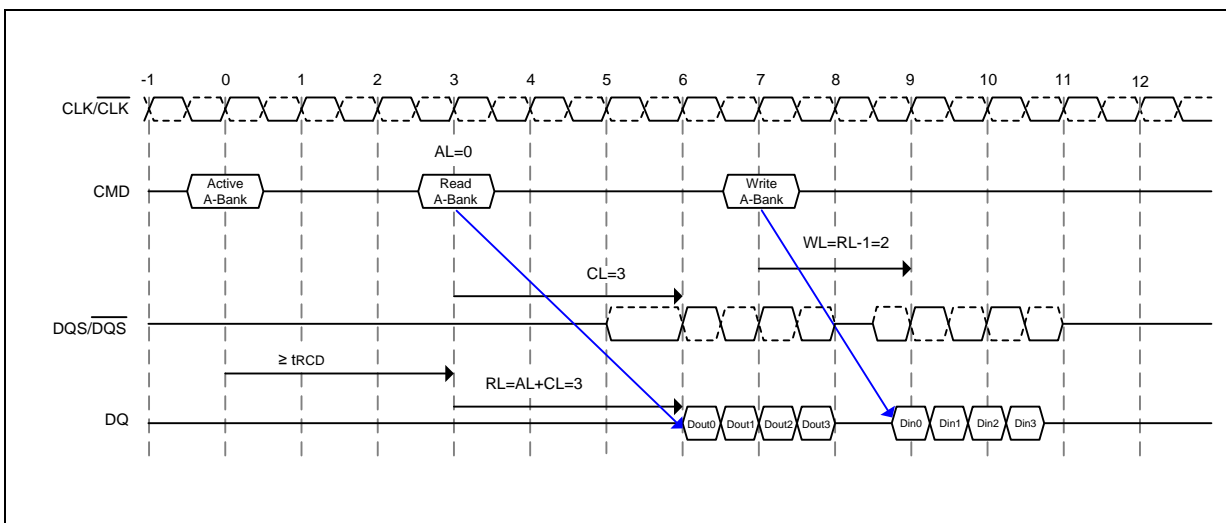 -1 0 1 2 3 4 5 6 7 8 9 10 11 12
CLK/CLK
AL=0
CMD
Active
A-Bank
Read
A-Bank
Write
A-Bank
WL=RL-1=2
CL=3
DQS/DQS
≥ tRCD
RL=AL+CL=3
DQ
Dout0 Dout1 Dout2 Dout3 Din0 Din1 Din2 Din3